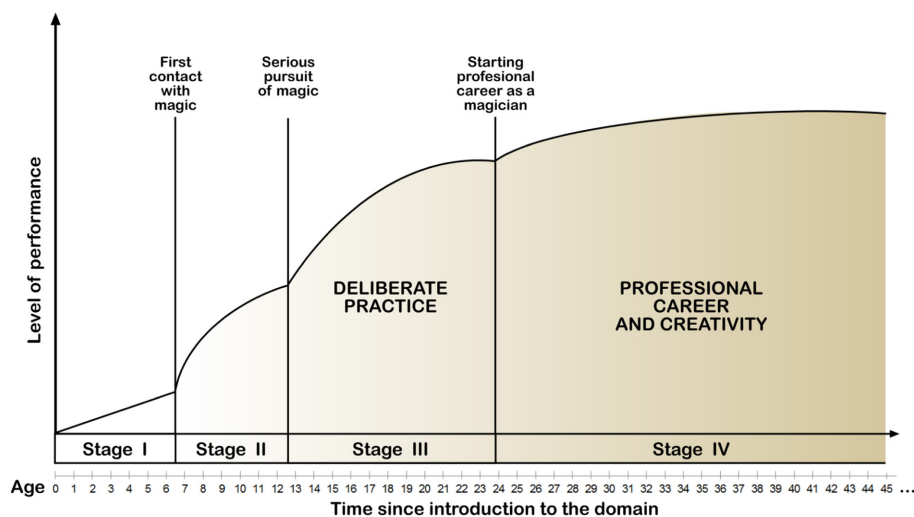 First
contact
with
magic
Serious
pursuit
of magic
Starting
profesional
career as a
magician
Level of performance
DELIBERATE
PRACTICE
PROFESSIONAL
CAREER
AND CREATIVITY
Stage I
Stage II
Stage III
Stage IV
Age 0 1 2 3 4 5 6 7 8 9 10 11 12 13 14 15 16 17 18 19 20 21 22 23 24 25 26 27 28 29 30 31 32 33 34 35 36 37 38 39 40 41 42 43 44 45 ...
Time since introduction to the domain